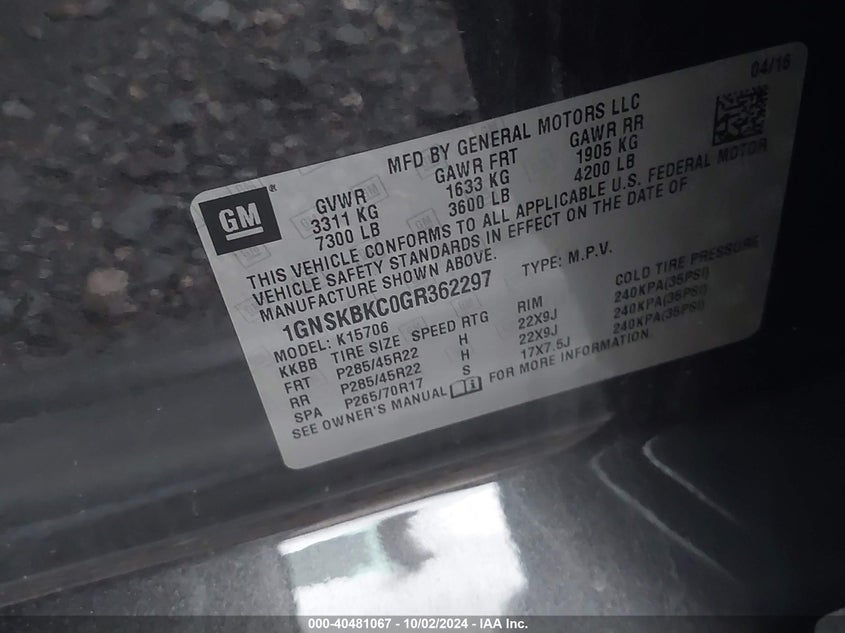 04/16
MFD BY GENERAL MOTORS LLC
GM
GVWR GAWR FRT GAWR RR
3311 KG 1633 KG 1905 KG
7300 LB 3600 LB 4200 LB
THIS VEHICLE CONFORMS TO ALL APPLICABLE U.S. FEDERAL MOTOR
VEHICLE SAFETY STANDARDS IN EFFECT ON THE DATE OF
MANUFACTURE SHOWN ABOVE.
1GNSKBKC0GR362297 TYPE: M.P.V.
MODEL: K15706
KKBB TIRE SIZE SPEED RTG RIM COLD TIRE PRESSURE
FRT P285/45R22 H 22X9J 240KPA(35PSI)
RR P285/45R22 H 22X9J 240KPA(35PSI)
SPA P265/70R17 S 17X7.5J 240KPA(35PSI)
SEE OWNER'S MANUAL FOR MORE INFORMATION.
000-40481067 - 10/02/2024 - IAA Inc.